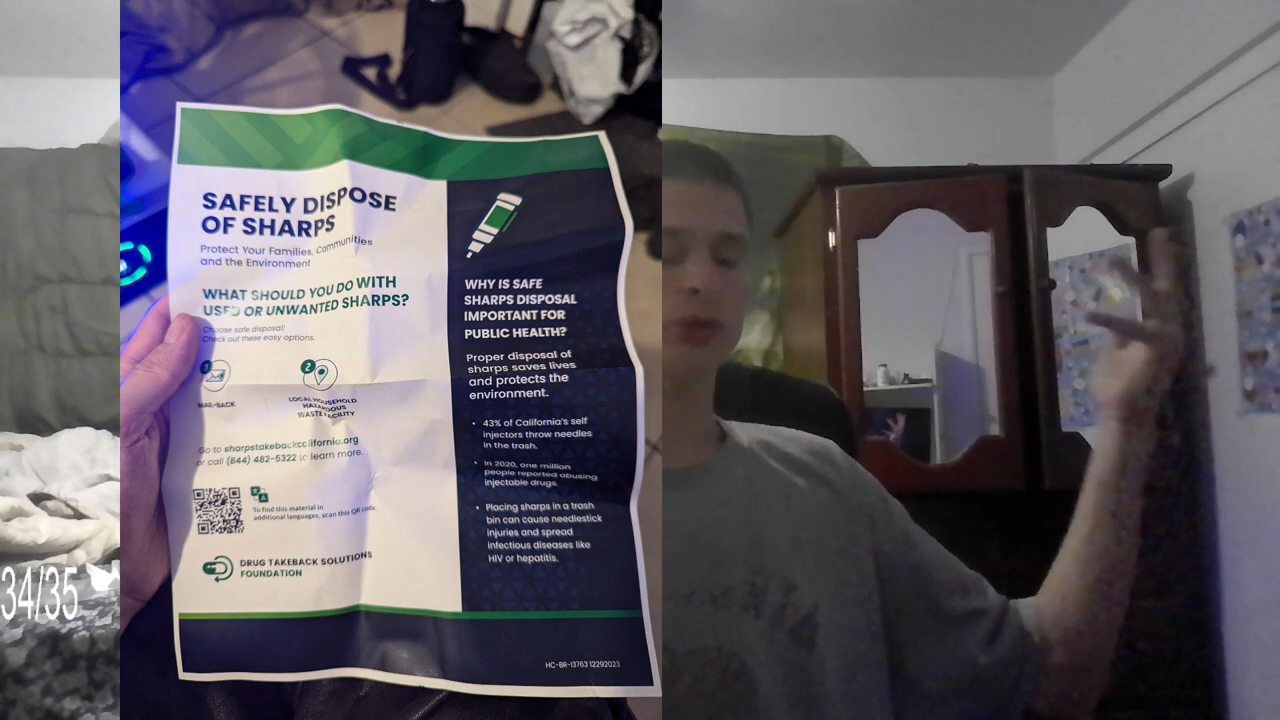 SAFELY DISPOSE
OF SHARPS
Protect Your Families, Communities
and the Environment
WHAT SHOULD YOU DO WITH
USED OR UNWANTED SHARPS?
Choose safe disposal!
Check out these easy options.
1
MAIL-BACK
2
LOCAL HOUSEHOLD
HAZARDOUS
WASTE FACILITY
Go to sharpstakebackcalifornia.org
or call (844) 482-5322 to learn more.
To find this material in
additional languages, scan this QR code.
DRUG TAKEBACK SOLUTIONS
FOUNDATION
WHY IS SAFE
SHARPS DISPOSAL
IMPORTANT FOR
PUBLIC HEALTH?
Proper disposal of
sharps saves lives
and protects the
environment.
• 43% of California's self
injectors throw needles
in the trash.
• In 2020, one million
people reported abusing
injectable drugs.
• Placing sharps in a trash
bin can cause needlestick
injuries and spread
infectious diseases like
HIV or hepatitis.
HC-BR-13763 12292023
34/35